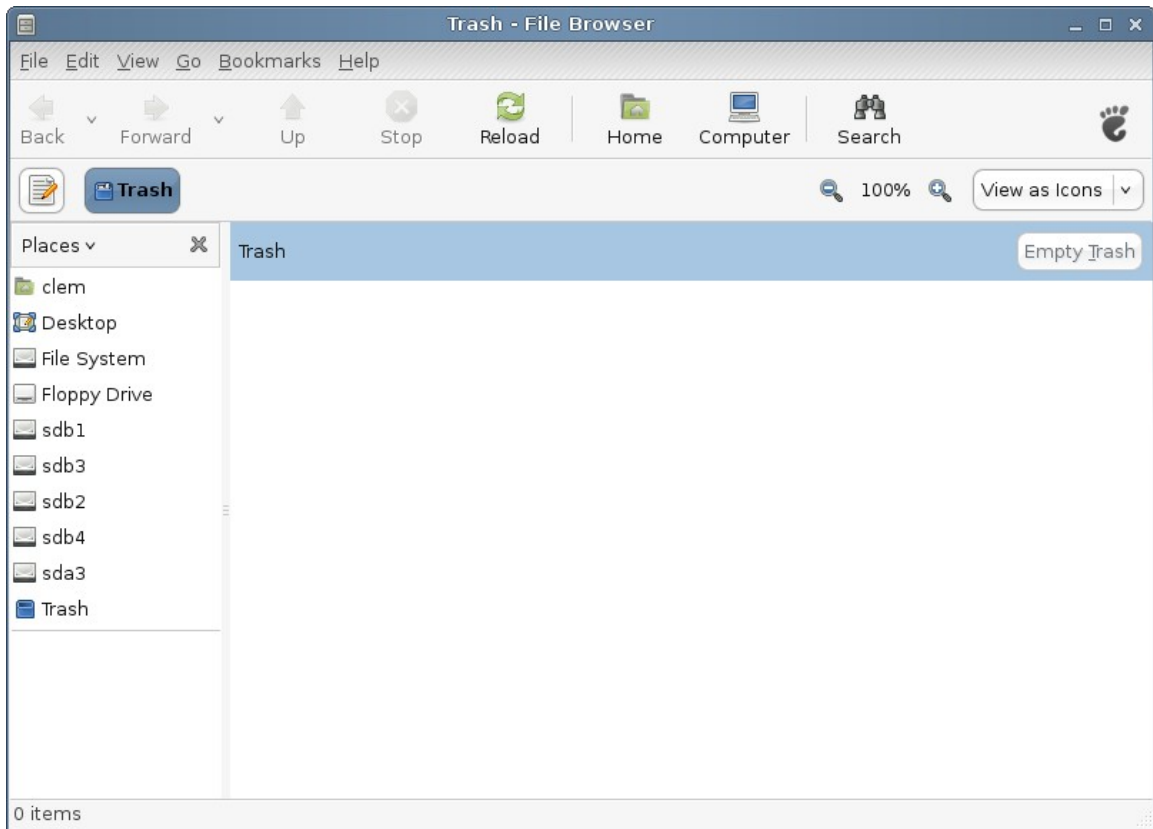 Trash - File Browser
File Edit View Go Bookmarks Help
Back Forward Up Stop Reload Home Computer Search
Trash 100% View as Icons
Places
Trash Empty Trash
clem
Desktop
File System
Floppy Drive
sdb1
sdb3
sdb2
sdb4
sda3
Trash
0 items